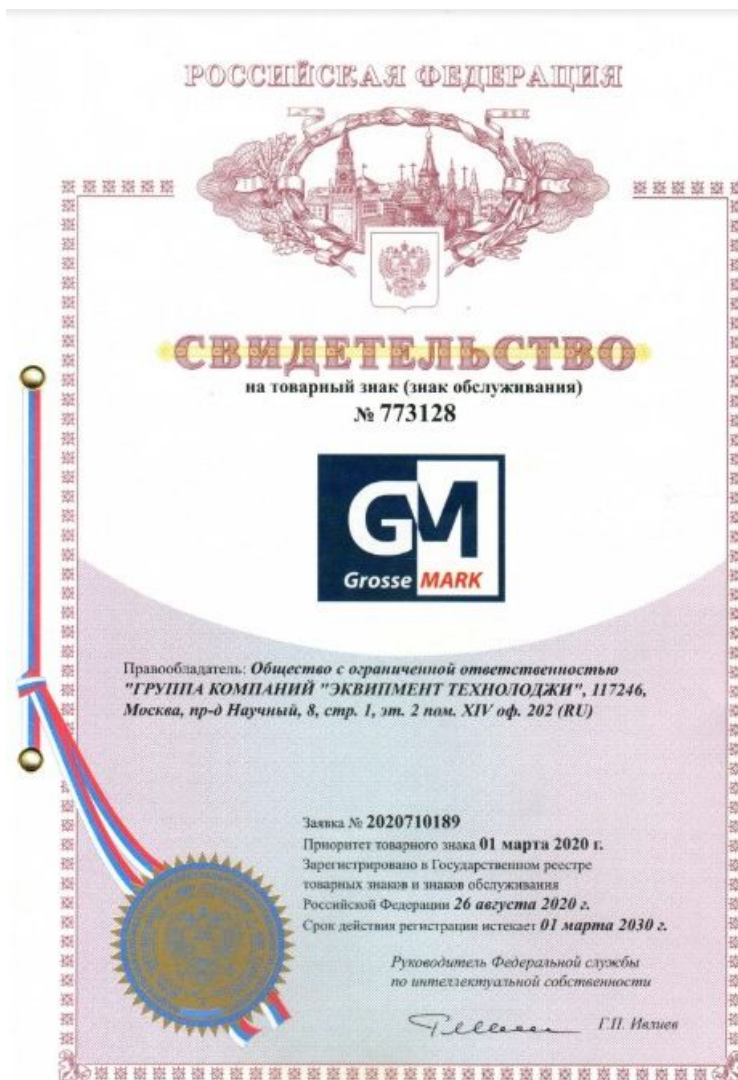 РОССИЙСКАЯ ФЕДЕРАЦИЯ
СВИДЕТЕЛЬСТВО
на товарный знак (знак обслуживания)
№ 773128
GM
Grosse MARK
Правообладатель: Общество с ограниченной ответственностью
"ГРУППА КОМПАНИЙ "ЭКВИПМЕНТ ТЕХНОЛОДЖИ", 117246,
Москва, пр-д Научный, 8, стр. 1, эт. 2 пом. XIV оф. 202 (RU)
Заявка № 2020710189
Приоритет товарного знака 01 марта 2020 г.
Зарегистрировано в Государственном реестре
товарных знаков и знаков обслуживания
Российской Федерации 26 августа 2020 г.
Срок действия регистрации истекает 01 марта 2030 г.
Руководитель Федеральной службы
по интеллектуальной собственности
Г.П. Ивлиев